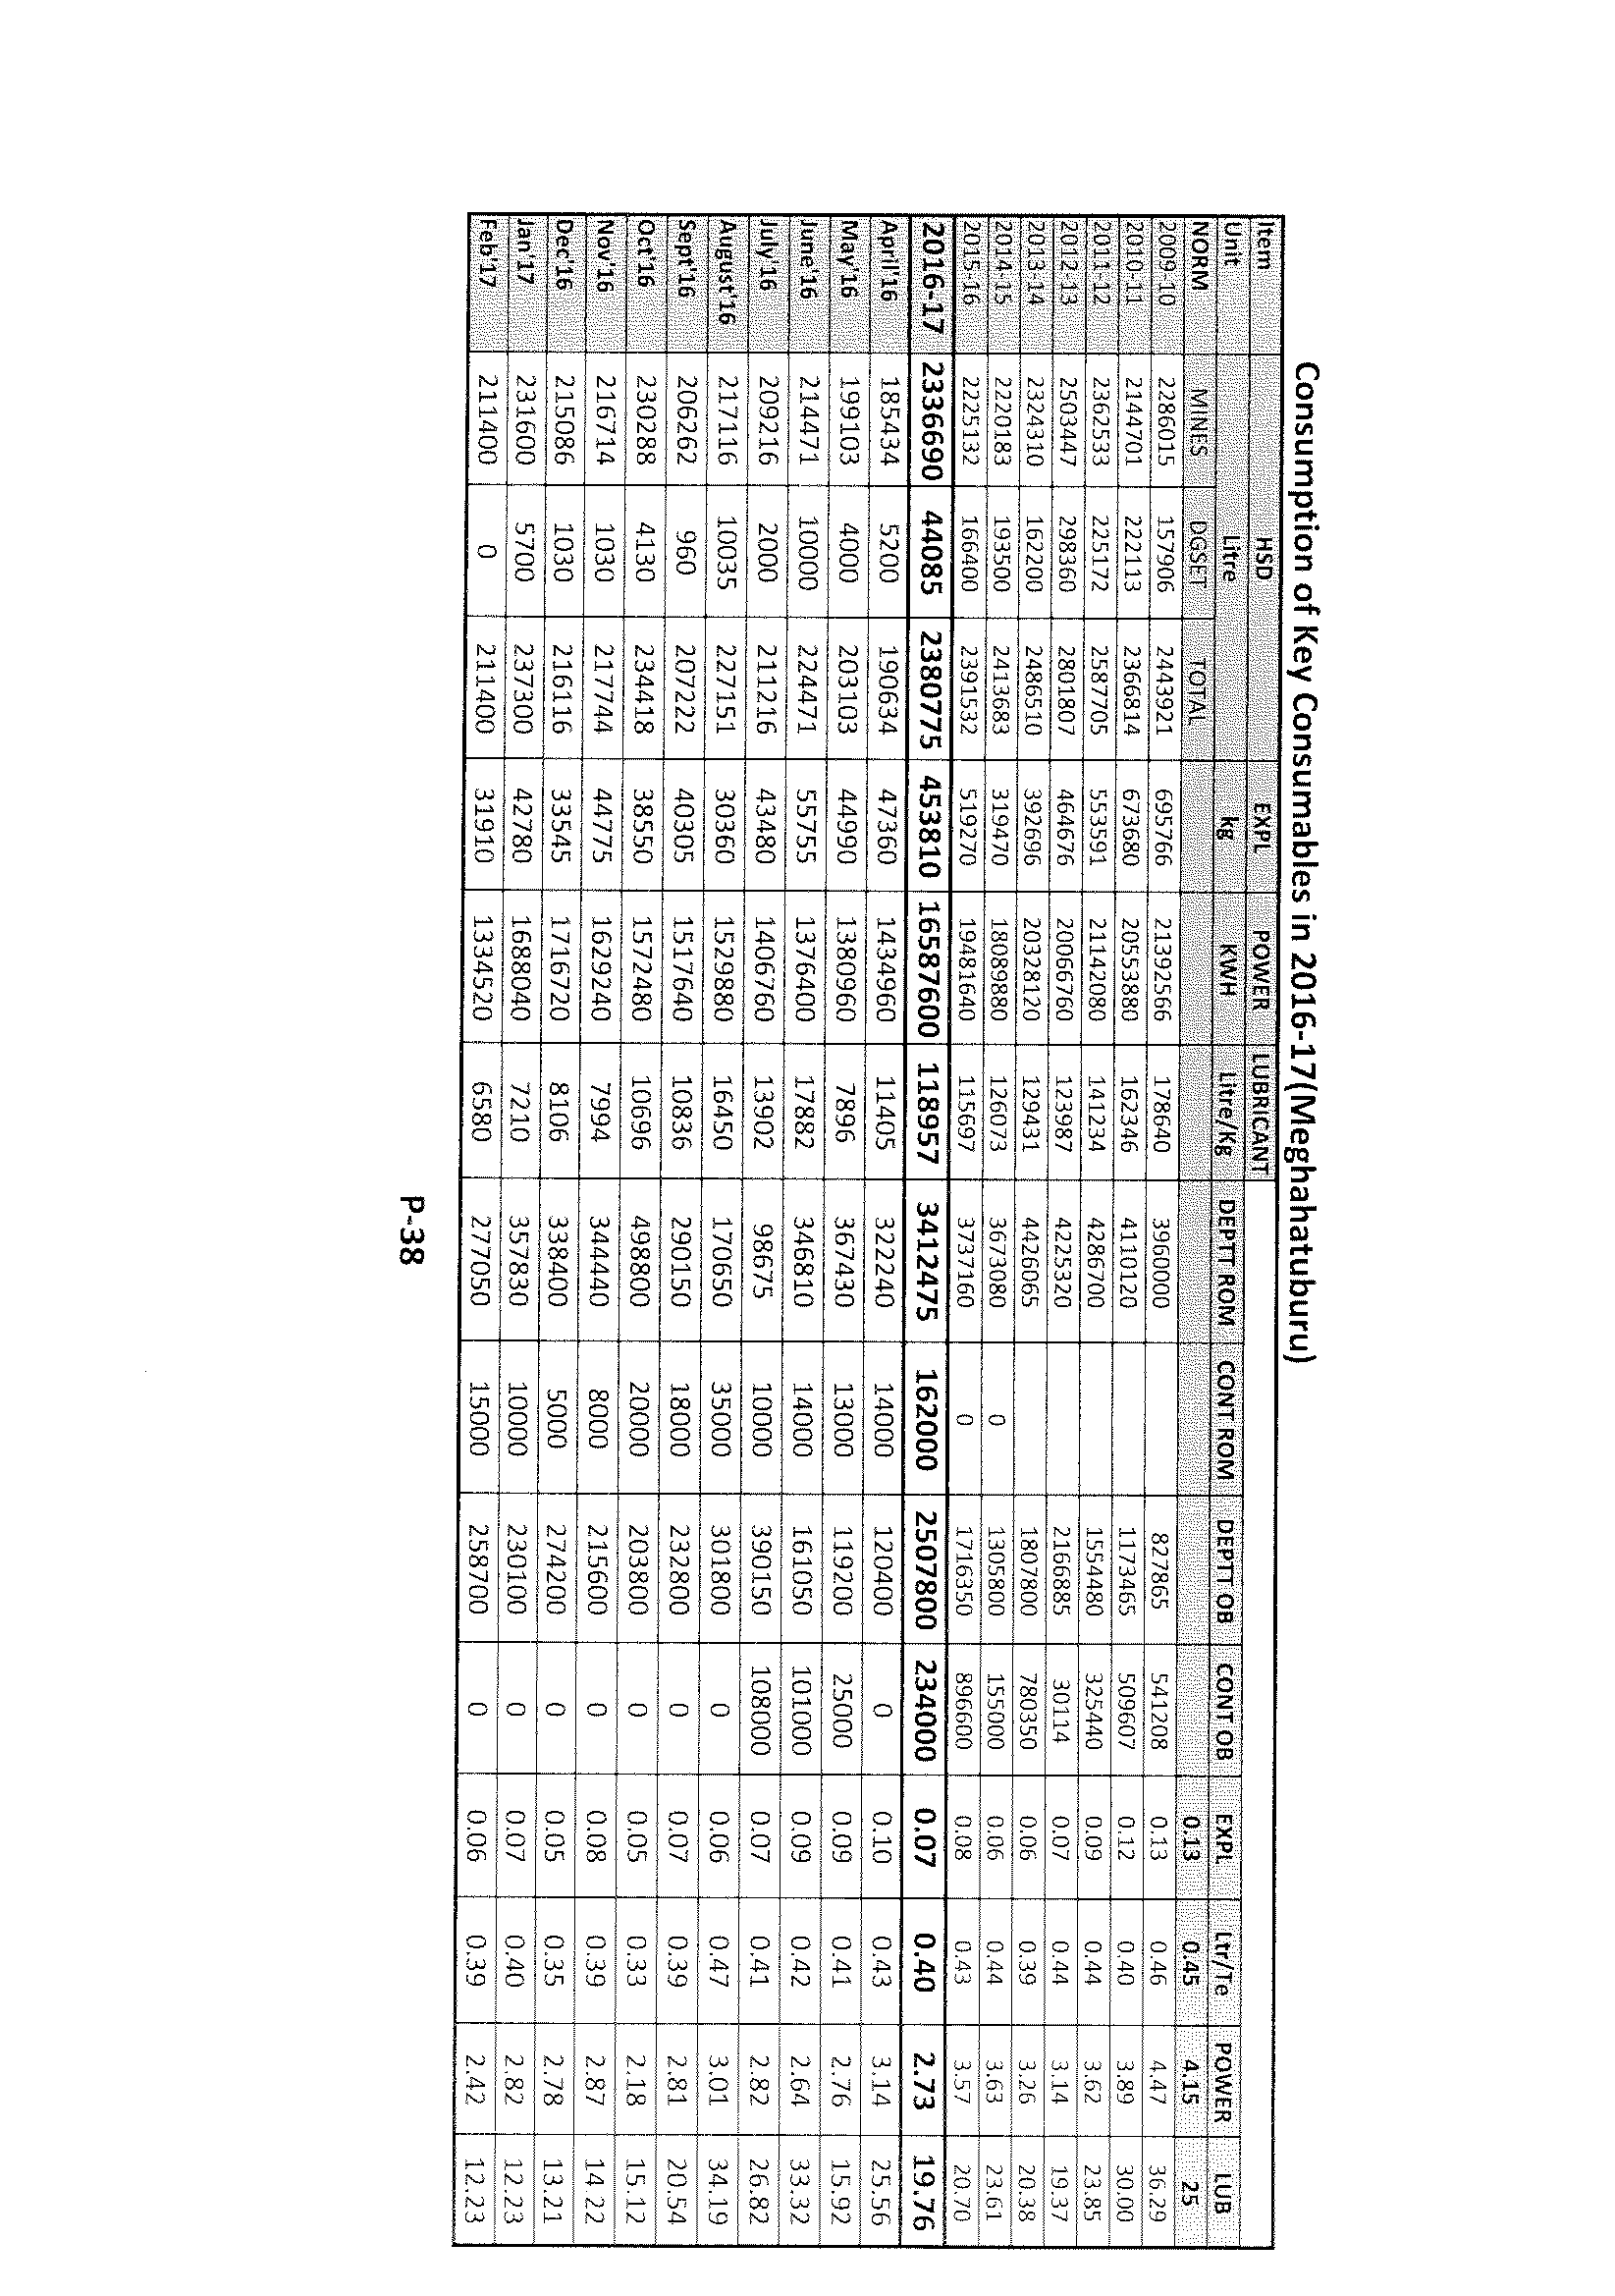 Consumption of Key Consumables in 2016-17(Meghahatuburu)
Item HSD EXPL POWER LUBRICANT
Unit Litre kg KWH Litre/Kg DEPTT ROM CONT ROM DEPTT OB CONT OB EXPL Ltr/Te POWER LUB
NORM MINES DGSET TOTAL 0.13 0.45 4.15 25
2009-10 2286015 157906 2443921 695766 21392566 178640 3960000 827865 541208 0.13 0.46 4.47 36.29
2010-11 2144701 222113 2366814 673680 20553880 162346 4110120 1173465 509607 0.12 0.40 3.89 30.00
2011-12 2362533 225172 2587705 553591 21142080 141234 4286700 1554480 325440 0.09 0.44 3.62 23.85
2012-13 2503447 298360 2801807 464676 20066760 123987 4225320 2166885 30114 0.07 0.44 3.14 19.37
2013-14 2324310 162200 2486510 392696 20328120 129431 4426065 1807800 780350 0.06 0.39 3.26 20.38
2014-15 2220183 193500 2413683 319470 18089880 126073 3673080 0 1305800 155000 0.06 0.44 3.63 23.61
2015-16 2225132 166400 2391532 519270 19481640 115697 3737160 0 1716350 896600 0.08 0.43 3.57 20.70
2016-17 2336690 44085 2380775 453810 16587600 118957 3412475 162000 2507800 234000 0.07 0.40 2.73 19.76
April'16 185434 5200 190634 47360 1434960 11405 322240 14000 120400 0 0.10 0.43 3.14 25.56
May'16 199103 4000 203103 44990 1380960 7896 367430 13000 119200 25000 0.09 0.41 2.76 15.92
June'16 214471 10000 224471 55755 1376400 17882 346810 14000 161050 101000 0.09 0.42 2.64 33.32
July'16 209216 2000 211216 43480 1406760 13902 98675 10000 390150 108000 0.07 0.41 2.82 26.82
August'16 217116 10035 227151 30360 1529880 16450 170650 35000 301800 0 0.06 0.47 3.01 34.19
Sept'16 206262 960 207222 40305 1517640 10836 290150 18000 232800 0 0.07 0.39 2.81 20.54
Oct'16 230288 4130 234418 38550 1572480 10696 498800 20000 203800 0 0.05 0.33 2.18 15.12
Nov'16 216714 1030 217744 44775 1629240 7994 344440 8000 215600 0 0.08 0.39 2.87 14.22
Dec'16 215086 1030 216116 33545 1716720 8106 338400 5000 274200 0 0.05 0.35 2.78 13.21
Jan'17 231600 5700 237300 42780 1688040 7210 357830 10000 230100 0 0.07 0.40 2.82 12.23
Feb'17 211400 0 211400 31910 1334520 6580 277050 15000 258700 0 0.06 0.39 2.42 12.23
P-38